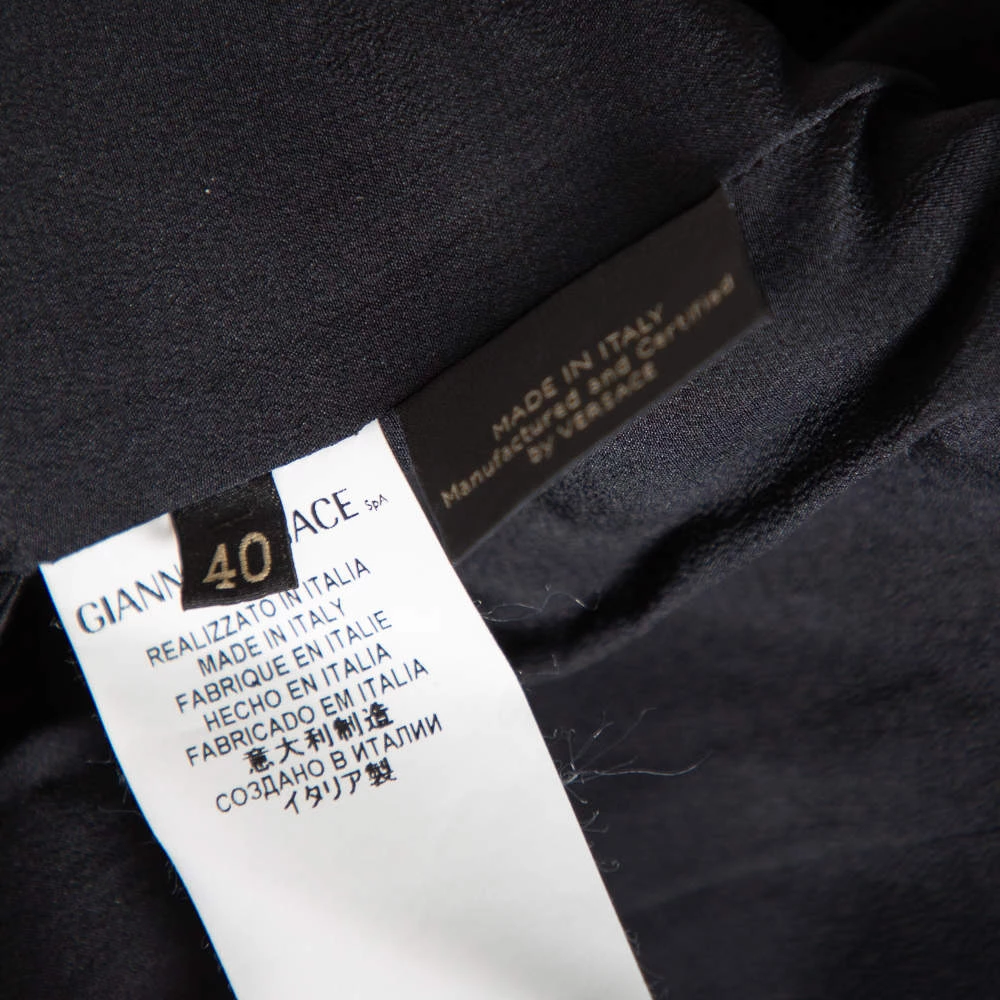 MADE IN ITALY
Manufactured and Certified
by VERSACE
40
GIANN ACE SpA
REALIZZATO IN ITALIA
MADE IN ITALY
FABRIQUE EN ITALIE
HECHO EN ITALIA
FABRICADO EM ITALIA
意大利制造
СОЗДАНО В ИТАЛИИ
イタリア製